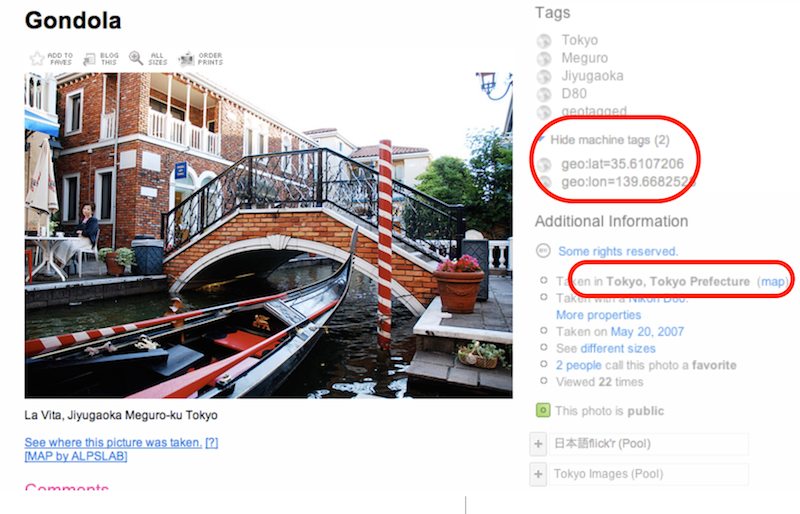 Gondola
ADD TO FAVES
BLOG THIS
ALL SIZES
ORDER PRINTS
La Vita, Jiyugaoka Meguro-ku Tokyo
See where this picture was taken. [?]
[MAP by ALPSLAB]
Comments
Tags
Tokyo
Meguro
Jiyugaoka
D80
geotagged
Hide machine tags (2)
geo:lat=35.6107206
geo:lon=139.6682526
Additional Information
Some rights reserved.
Taken in Tokyo, Tokyo Prefecture (map)
Taken with a Nikon D80.
More properties
Taken on May 20, 2007
See different sizes
2 people call this photo a favorite
Viewed 22 times
This photo is public
+ 日本語flick'r (Pool)
+ Tokyo Images (Pool)